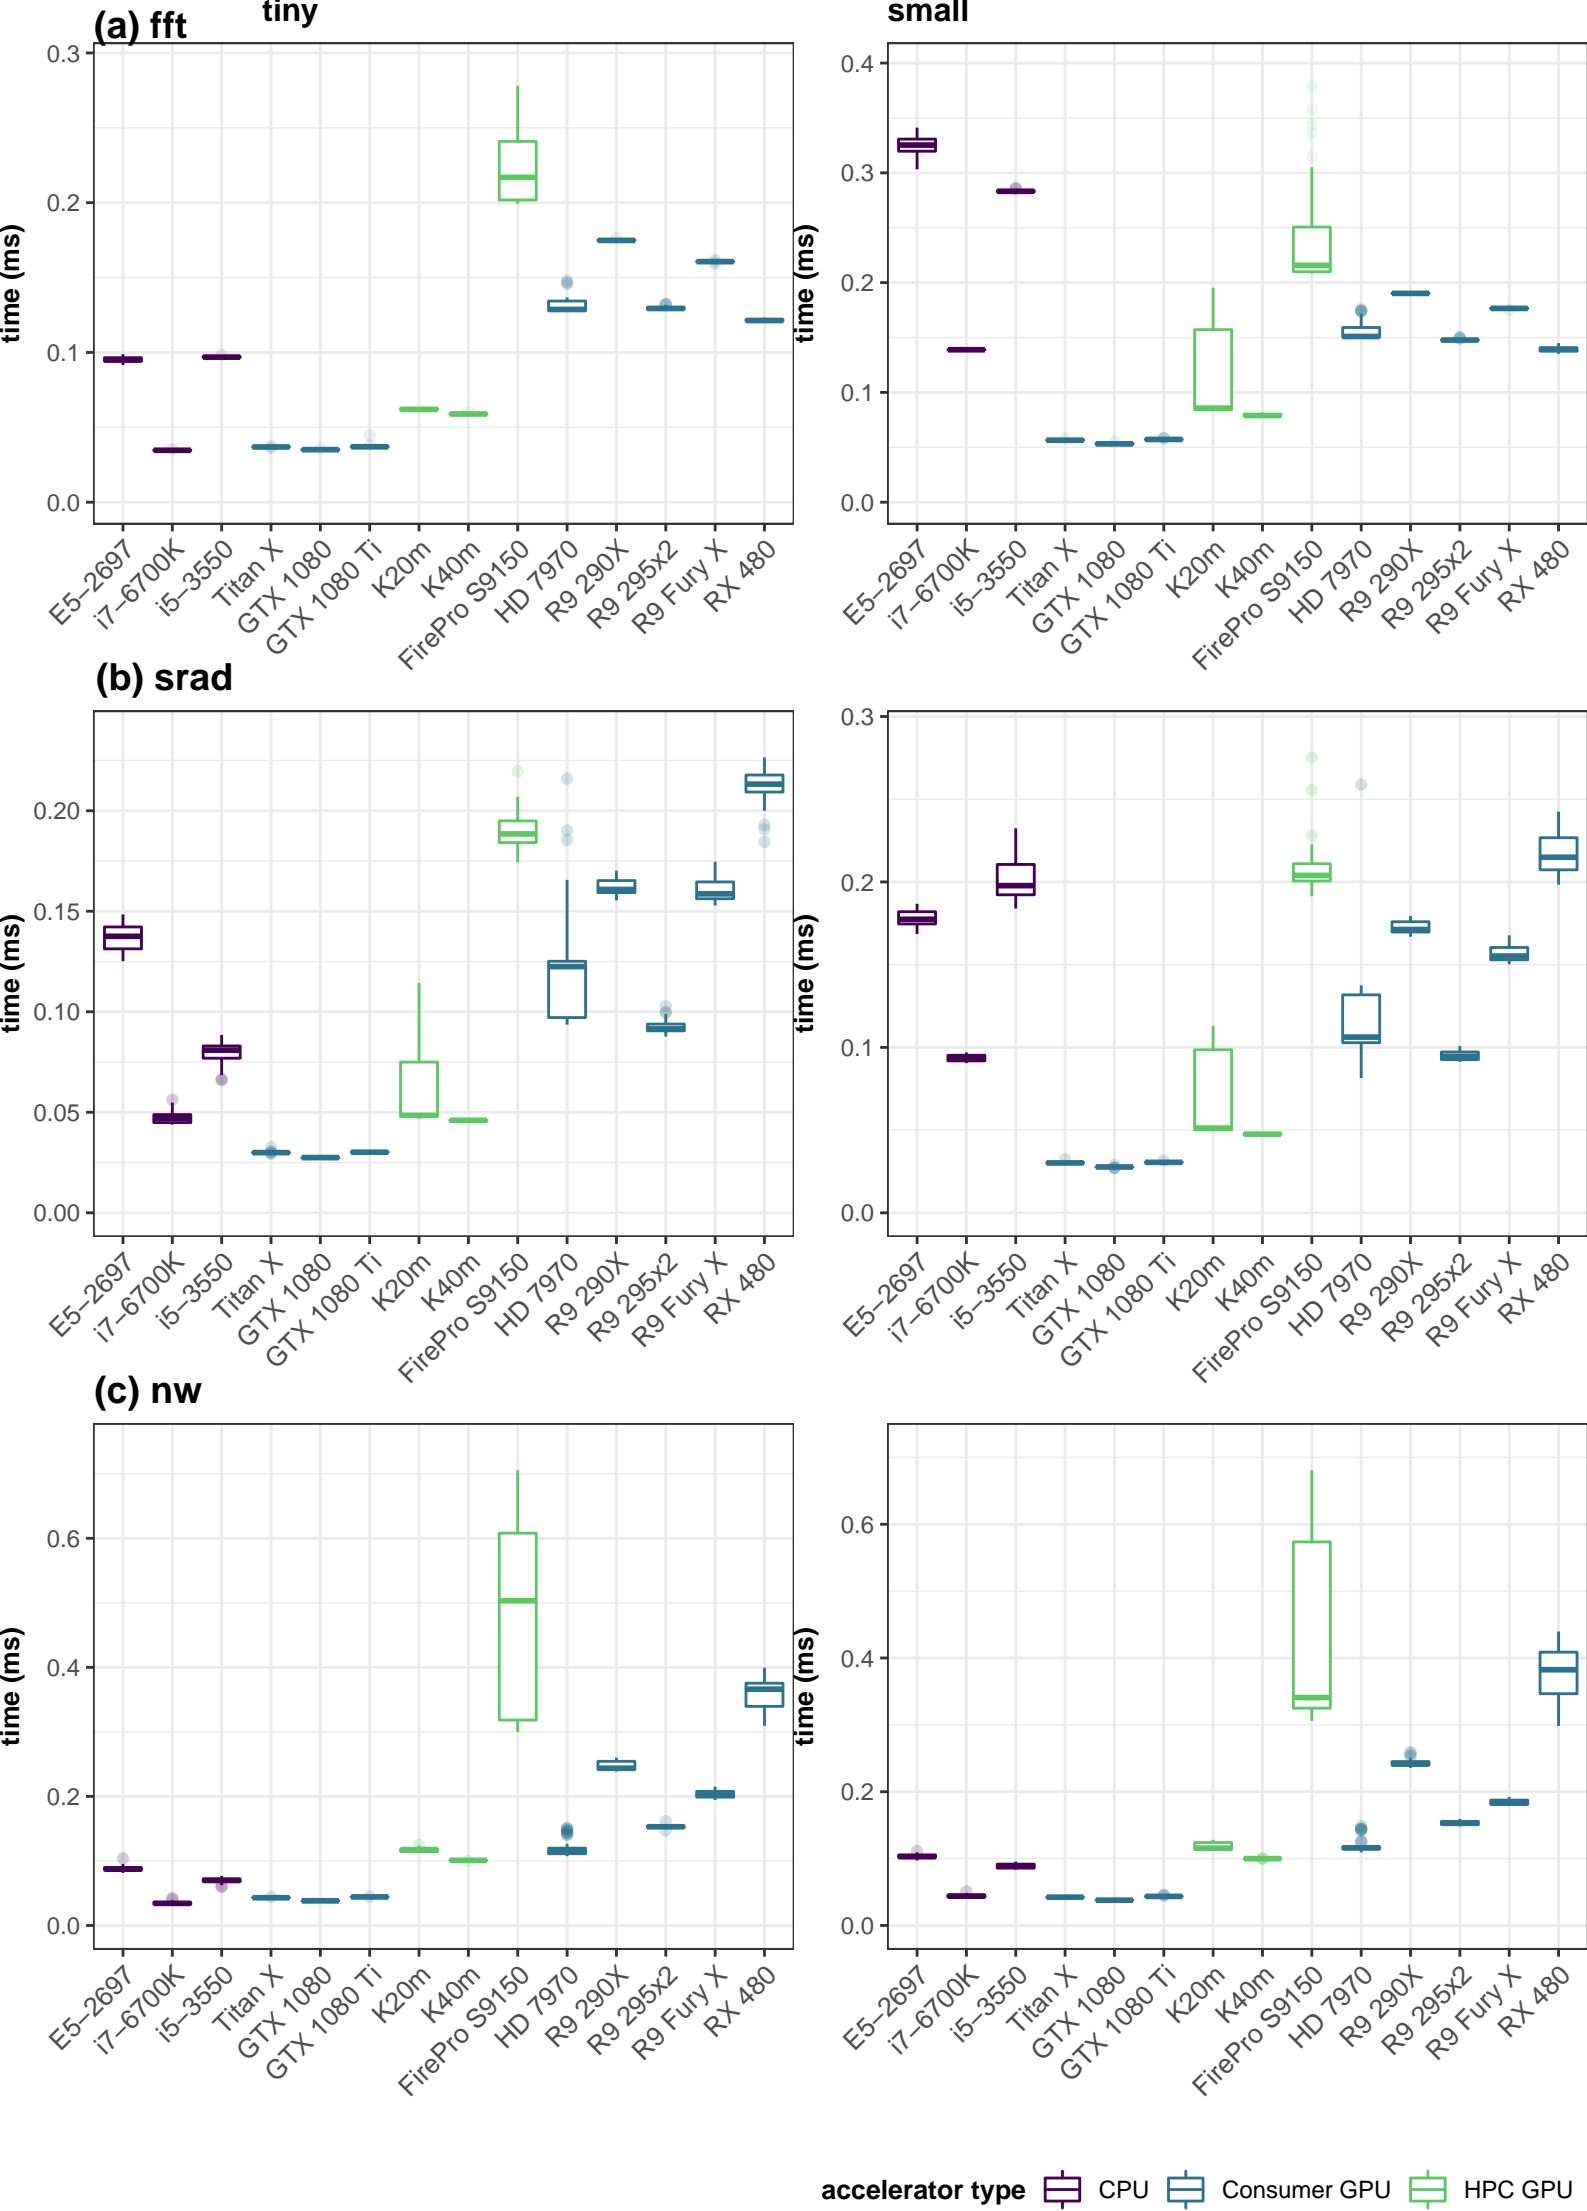 tiny
small
(a) fft
time (ms)
0.3
0.2
0.1
0.0
E5−2697
i7−6700K
i5−3550
Titan X
GTX 1080
GTX 1080 Ti
K20m
K40m
FirePro S9150
HD 7970
R9 290X
R9 295x2
R9 Fury X
RX 480
time (ms)
0.4
0.3
0.2
0.1
0.0
E5−2697
i7−6700K
i5−3550
Titan X
GTX 1080
GTX 1080 Ti
K20m
K40m
FirePro S9150
HD 7970
R9 290X
R9 295x2
R9 Fury X
RX 480
(b) srad
time (ms)
0.20
0.15
0.10
0.05
0.00
E5−2697
i7−6700K
i5−3550
Titan X
GTX 1080
GTX 1080 Ti
K20m
K40m
FirePro S9150
HD 7970
R9 290X
R9 295x2
R9 Fury X
RX 480
time (ms)
0.3
0.2
0.1
0.0
E5−2697
i7−6700K
i5−3550
Titan X
GTX 1080
GTX 1080 Ti
K20m
K40m
FirePro S9150
HD 7970
R9 290X
R9 295x2
R9 Fury X
RX 480
(c) nw
time (ms)
0.6
0.4
0.2
0.0
E5−2697
i7−6700K
i5−3550
Titan X
GTX 1080
GTX 1080 Ti
K20m
K40m
FirePro S9150
HD 7970
R9 290X
R9 295x2
R9 Fury X
RX 480
time (ms)
0.6
0.4
0.2
0.0
E5−2697
i7−6700K
i5−3550
Titan X
GTX 1080
GTX 1080 Ti
K20m
K40m
FirePro S9150
HD 7970
R9 290X
R9 295x2
R9 Fury X
RX 480
accelerator type CPU Consumer GPU HPC GPU